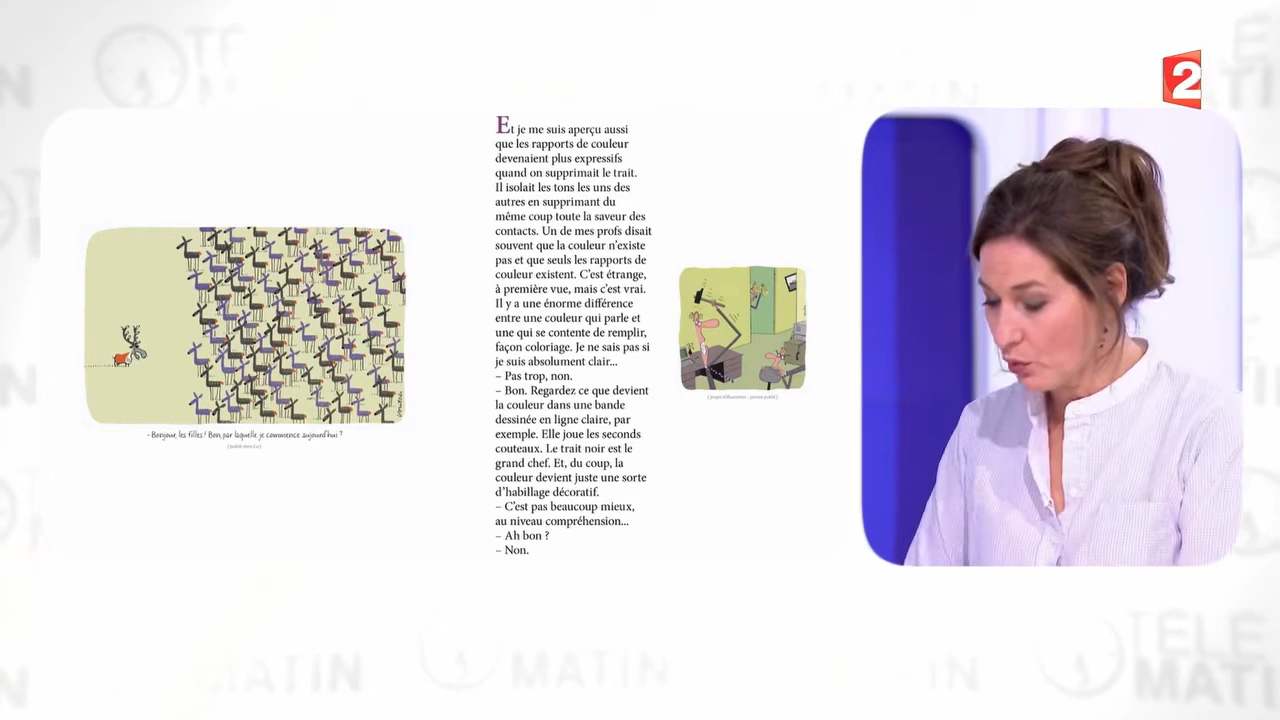 2
TÉLÉ
MATIN
- Bonjour, les filles ! Bon, par laquelle je commence aujourd'hui ?
Et je me suis aperçu aussi
que les rapports de couleur
devenaient plus expressifs
quand on supprimait le trait.
Il isolait les tons les uns des
autres en supprimant du
même coup toute la saveur des
contacts. Un de mes profs disait
souvent que la couleur n'existe
pas et que seuls les rapports de
couleur existent. C'est étrange,
à première vue, mais c'est vrai.
Il y a une énorme différence
entre une couleur qui parle et
une qui se contente de remplir,
façon coloriage. Je ne sais pas si
je suis absolument clair...
– Pas trop, non.
– Bon. Regardez ce que devient
la couleur dans une bande
dessinée en ligne claire, par
exemple. Elle joue les seconds
couteaux. Le trait noir est le
grand chef. Et, du coup, la
couleur devient juste une sorte
d'habillage décoratif.
– C'est pas beaucoup mieux,
au niveau compréhension...
– Ah bon ?
– Non.
MATIN
MATIN
TÉLÉ
MATIN